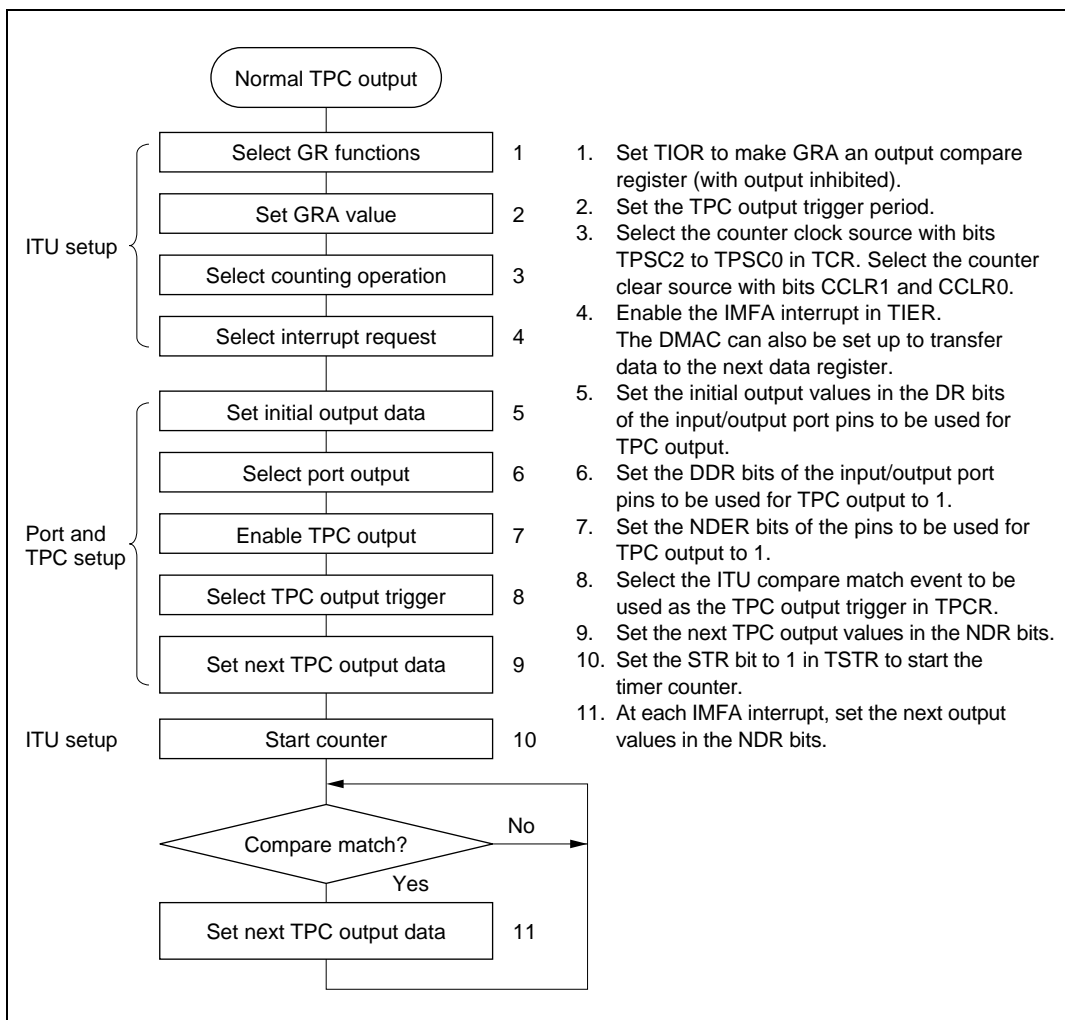 Normal TPC output
Select GR functions 1
Set GRA value 2
ITU setup
Select counting operation 3
Select interrupt request 4
Set initial output data 5
Select port output 6
Port and
TPC setup
Enable TPC output 7
Select TPC output trigger 8
Set next TPC output data 9
ITU setup
Start counter 10
Compare match?
No
Yes
Set next TPC output data 11
1. Set TIOR to make GRA an output compare
register (with output inhibited).
2. Set the TPC output trigger period.
3. Select the counter clock source with bits
TPSC2 to TPSC0 in TCR. Select the counter
clear source with bits CCLR1 and CCLR0.
4. Enable the IMFA interrupt in TIER.
The DMAC can also be set up to transfer
data to the next data register.
5. Set the initial output values in the DR bits
of the input/output port pins to be used for
TPC output.
6. Set the DDR bits of the input/output port
pins to be used for TPC output to 1.
7. Set the NDER bits of the pins to be used for
TPC output to 1.
8. Select the ITU compare match event to be
used as the TPC output trigger in TPCR.
9. Set the next TPC output values in the NDR bits.
10. Set the STR bit to 1 in TSTR to start the
timer counter.
11. At each IMFA interrupt, set the next output
values in the NDR bits.